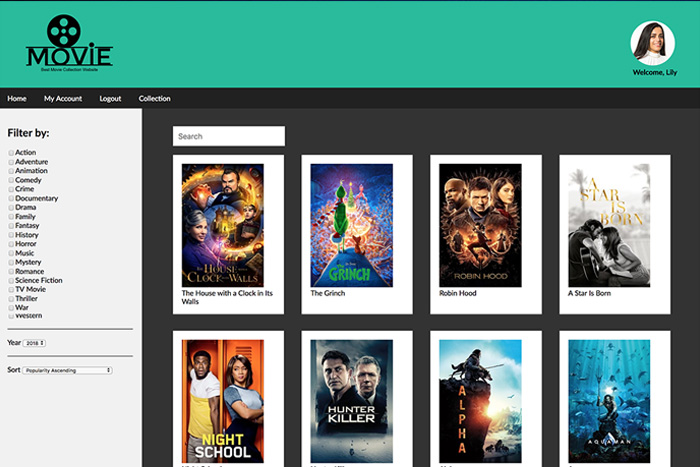 MOVIE
Best Movie Collection Website
Welcome, Lily
Home My Account Logout Collection
Filter by:
Action
Adventure
Animation
Comedy
Crime
Documentary
Drama
Family
Fantasy
History
Horror
Music
Mystery
Romance
Science Fiction
TV Movie
Thriller
War
Western
Year 2018
Sort Popularity Ascending
Search
THE HOUSE WITH A
CLOCK IN ITS
WALLS
The House with a Clock in Its
Walls
GRINCH
The Grinch
ROBIN HOOD
Robin Hood
A
STAR
IS
BORN
A Star Is Born
NIGHT
SCHOOL
HUNTER
KILLER
ALPHA
AQUAMAN